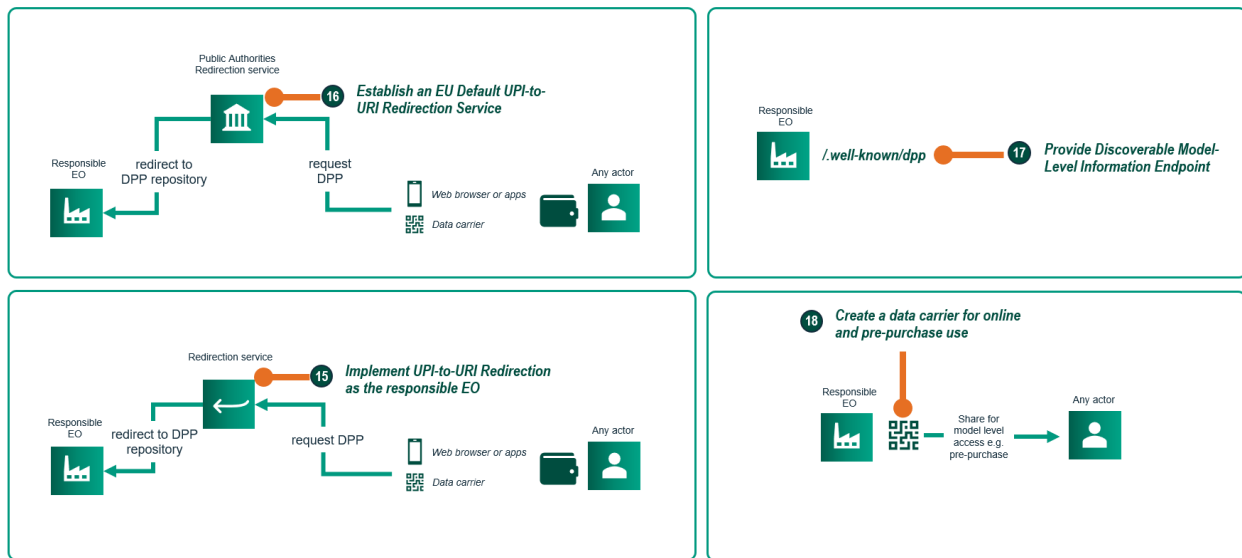 Public Authorities
Redirection service
16
Establish an EU Default UPI-to-
URI Redirection Service
Responsible
EO
redirect to
DPP repository
request
DPP
Web browser or apps
Data carrier
Any actor
Responsible
EO
/.well-known/dpp
17
Provide Discoverable Model-
Level Information Endpoint
Redirection service
15
Implement UPI-to-URI Redirection
as the responsible EO
Responsible
EO
redirect to DPP
repository
request DPP
Web browser or apps
Data carrier
Any actor
18
Create a data carrier for online
and pre-purchase use
Responsible
EO
Share for
model level
access e.g.
pre-purchase
Any actor